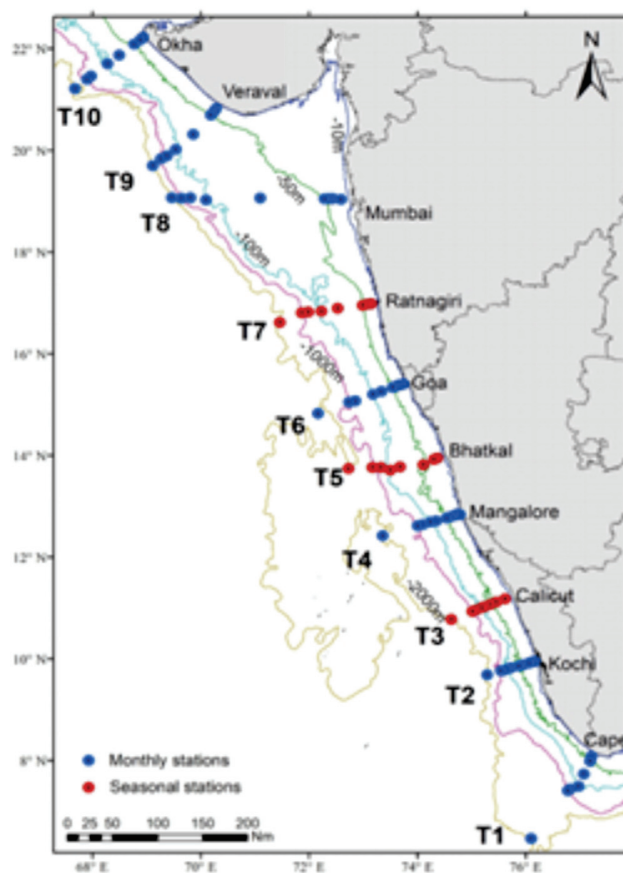 22°N
Okha
N
Veraval
T10
20°N
-10m
T9
-50m
Mumbai
T8
-100m
18°N
Ratnagiri
T7
-1000m
16°N
Goa
T6
14°N
Bhatkal
T5
Mangalore
T4
12°N
-2000m
Calicut
T3
10°N
Kochi
T2
8°N
Cape
Monthly stations
Seasonal stations
0 25 50 100 150 200
Nm
T1
68°E 70°E 72°E 74°E 76°E